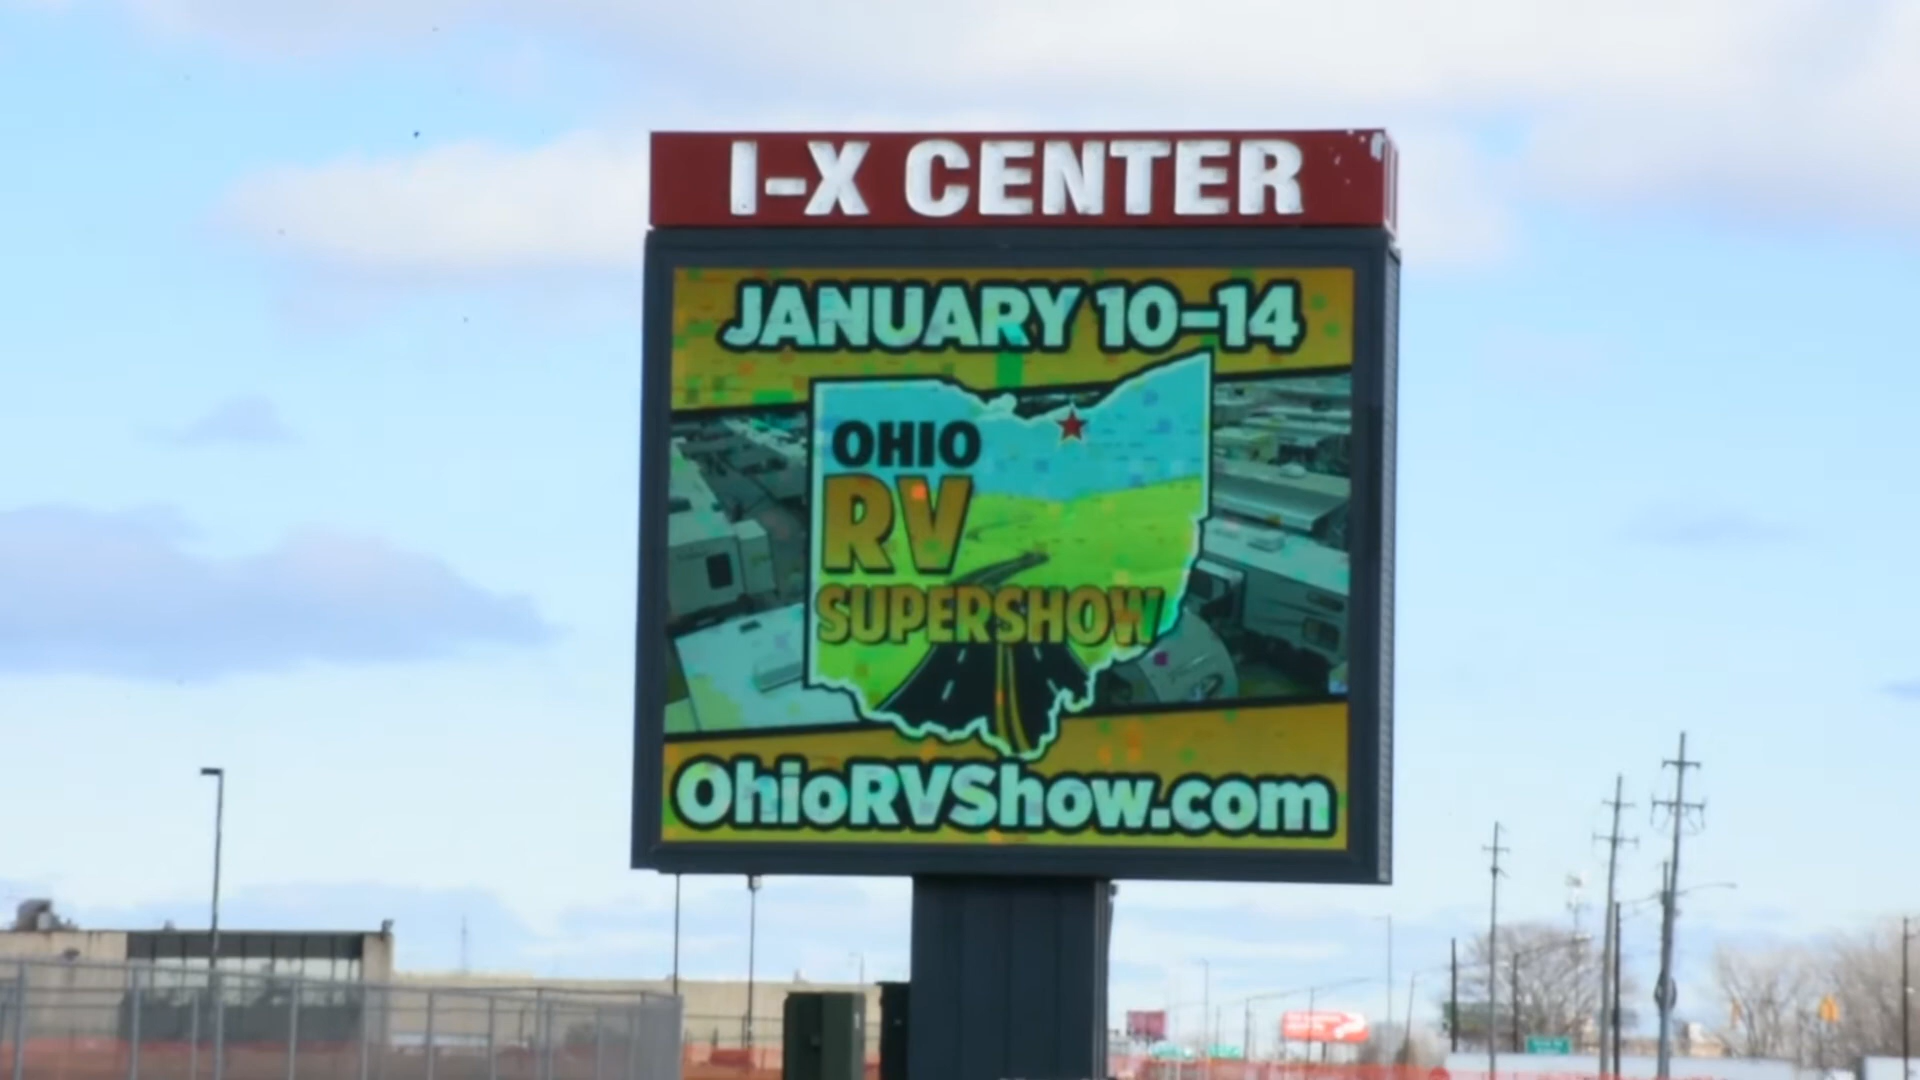 I-X CENTER
JANUARY 10-14
OHIO
RV
SUPERSHOW
OhioRVShow.com